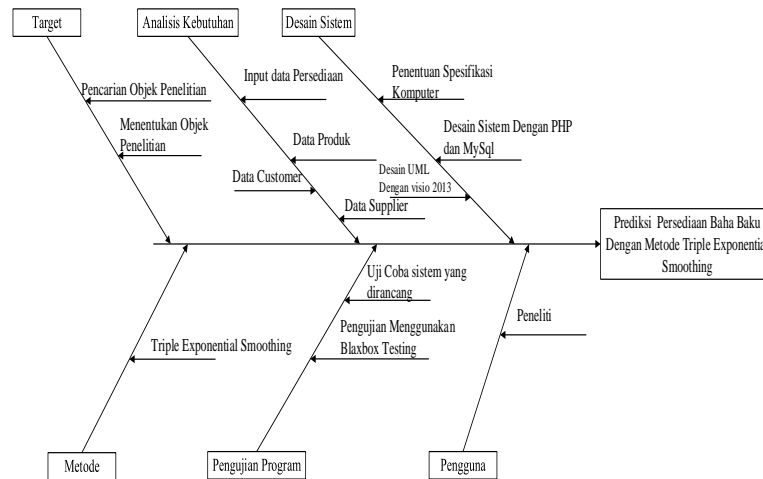 Target
Analisis Kebutuhan
Desain Sistem
Pencarian Objek Penelitian
Menentukan Objek
Penelitian
Input data Persediaan
Data Produk
Data Customer
Data Supplier
Penentuan Spesifikasi
Komputer
Desain Sistem Dengan PHP
dan MySql
Desain UML
Dengan visio 2013
Prediksi Persediaan Baha Baku
Dengan Metode Triple Exponentia
Smoothing
Triple Exponential Smoothing
Uji Coba sistem yang
dirancang
Pengujian Menggunakan
Blaxbox Testing
Peneliti
Metode
Pengujian Program
Pengguna